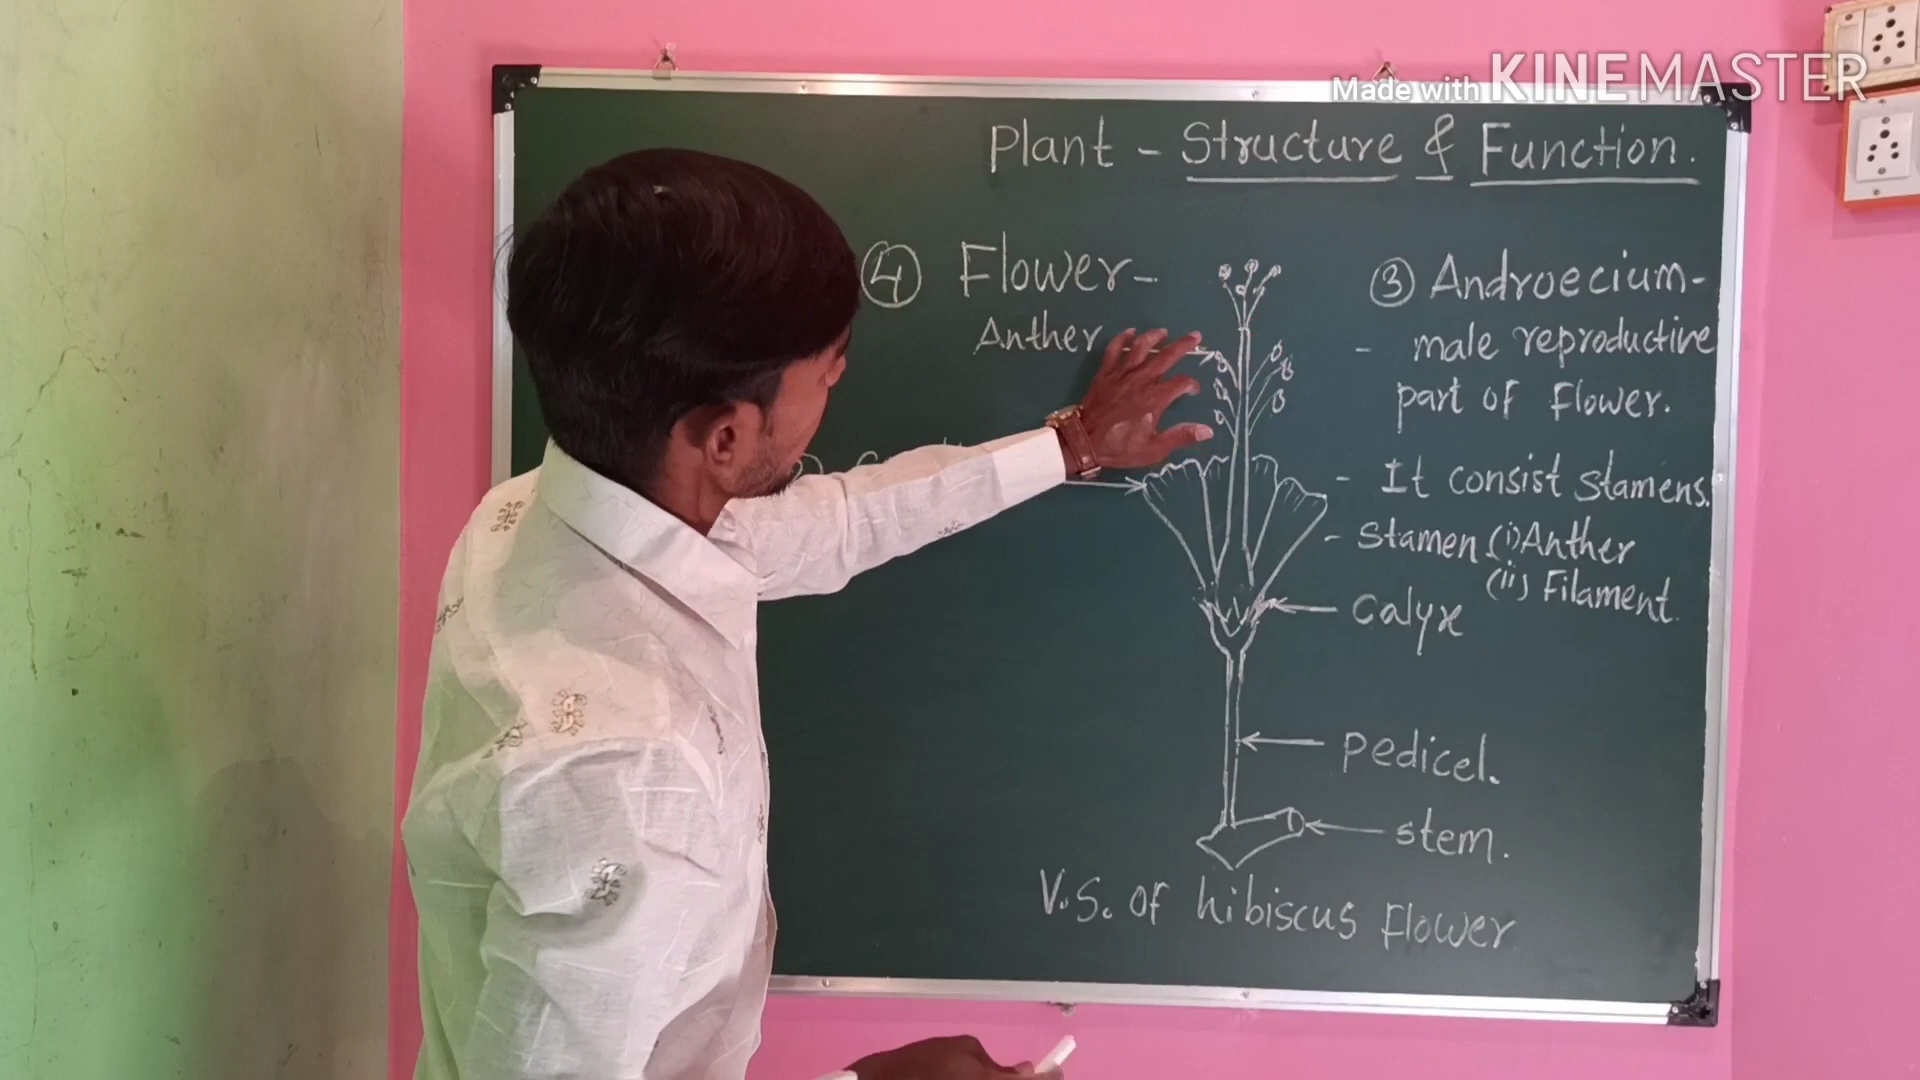 Made with KINEMASTER
Plant - Structure & Function.
④ Flower-
Anther
③ Androecium-
- male reproductive
part of Flower.
- It consist stamens.
- Stamen (i) Anther
(ii) Filament
Calyx
Pedicel.
stem.
V.S. of hibiscus Flower